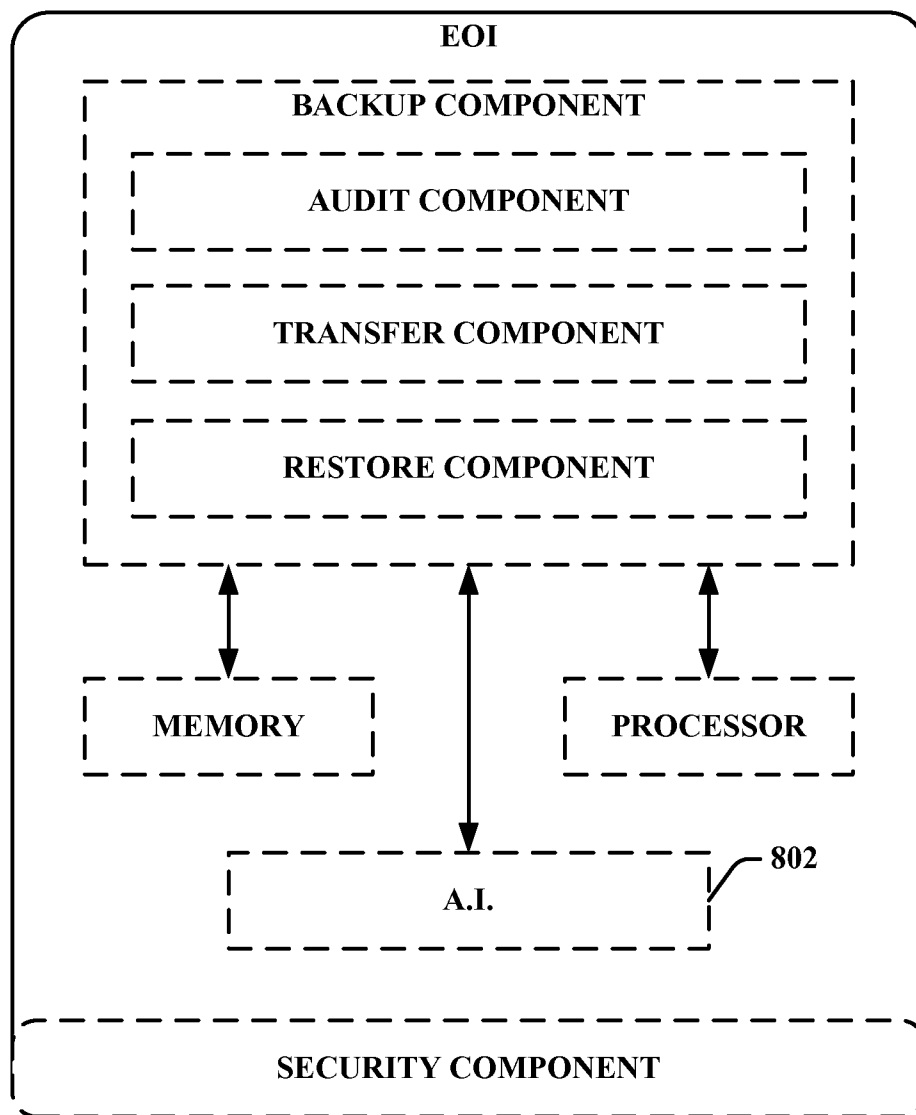 EOI
BACKUP COMPONENT
AUDIT COMPONENT
TRANSFER COMPONENT
RESTORE COMPONENT
MEMORY
PROCESSOR
802
A.I.
SECURITY COMPONENT